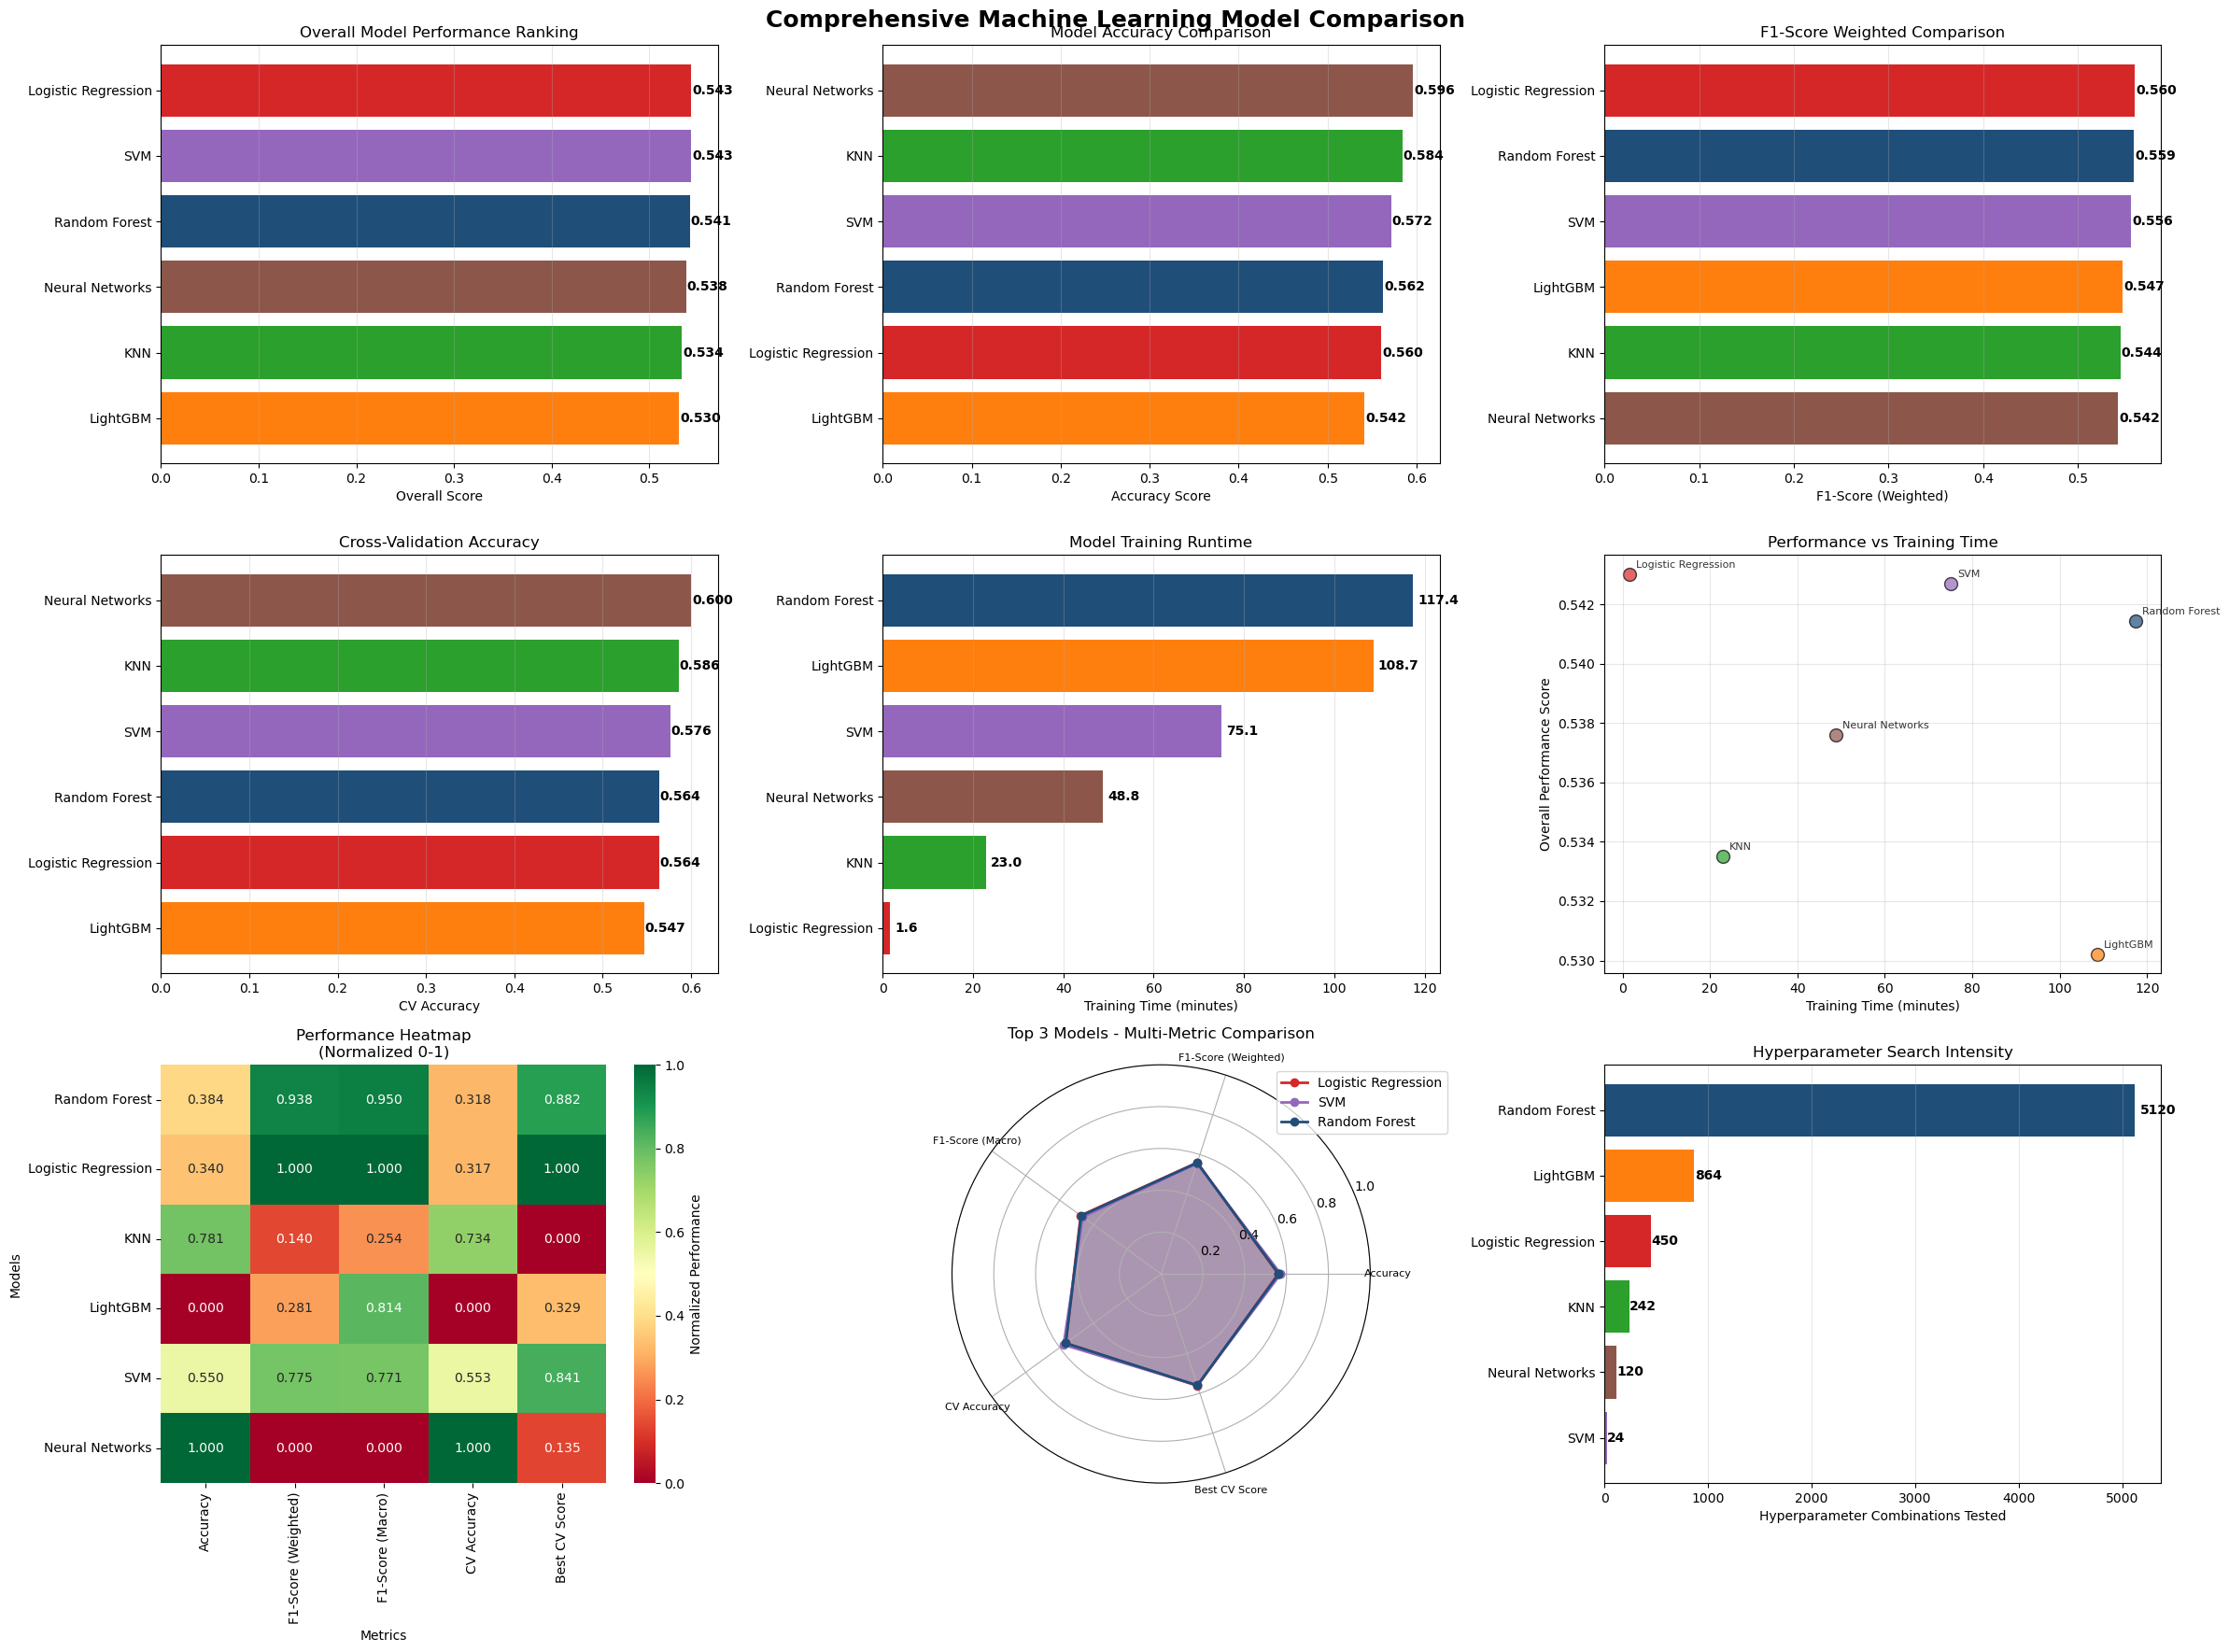 Comprehensive Machine Learning Model Comparison
Overall Model Performance Ranking
Logistic Regression
0.543
SVM
0.543
Random Forest
0.541
Neural Networks
0.538
KNN
0.534
LightGBM
0.530
0.0 0.1 0.2 0.3 0.4 0.5
Overall Score
Model Accuracy Comparison
Neural Networks
0.596
KNN
0.584
SVM
0.572
Random Forest
0.562
Logistic Regression
0.560
LightGBM
0.542
0.0 0.1 0.2 0.3 0.4 0.5 0.6
Accuracy Score
F1-Score Weighted Comparison
Logistic Regression
0.560
Random Forest
0.559
SVM
0.556
LightGBM
0.547
KNN
0.544
Neural Networks
0.542
0.0 0.1 0.2 0.3 0.4 0.5
F1-Score (Weighted)
Cross-Validation Accuracy
Neural Networks
0.600
KNN
0.586
SVM
0.576
Random Forest
0.564
Logistic Regression
0.564
LightGBM
0.547
0.0 0.1 0.2 0.3 0.4 0.5 0.6
CV Accuracy
Model Training Runtime
Random Forest
117.4
LightGBM
108.7
SVM
75.1
Neural Networks
48.8
KNN
23.0
Logistic Regression
1.6
0 20 40 60 80 100 120
Training Time (minutes)
Performance vs Training Time
Overall Performance Score
0.542
0.540
0.538
0.536
0.534
0.532
0.530
Logistic Regression
SVM
Random Forest
Neural Networks
KNN
LightGBM
0 20 40 60 80 100 120
Training Time (minutes)
Performance Heatmap
(Normalized 0-1)
Models
Random Forest 0.384 0.938 0.950 0.318 0.882
Logistic Regression 0.340 1.000 1.000 0.317 1.000
KNN 0.781 0.140 0.254 0.734 0.000
LightGBM 0.000 0.281 0.814 0.000 0.329
SVM 0.550 0.775 0.771 0.553 0.841
Neural Networks 1.000 0.000 0.000 1.000 0.135
Accuracy
F1-Score (Weighted)
F1-Score (Macro)
CV Accuracy
Best CV Score
Metrics
1.0
0.8
0.6
0.4
0.2
0.0
Normalized Performance
Top 3 Models - Multi-Metric Comparison
F1-Score (Weighted)
Logistic Regression
SVM
Random Forest
F1-Score (Macro)
1.0
0.8
0.6
0.4
0.2
Accuracy
CV Accuracy
Best CV Score
Hyperparameter Search Intensity
Random Forest
5120
LightGBM
864
Logistic Regression
450
KNN
242
Neural Networks
120
SVM
24
0 1000 2000 3000 4000 5000
Hyperparameter Combinations Tested